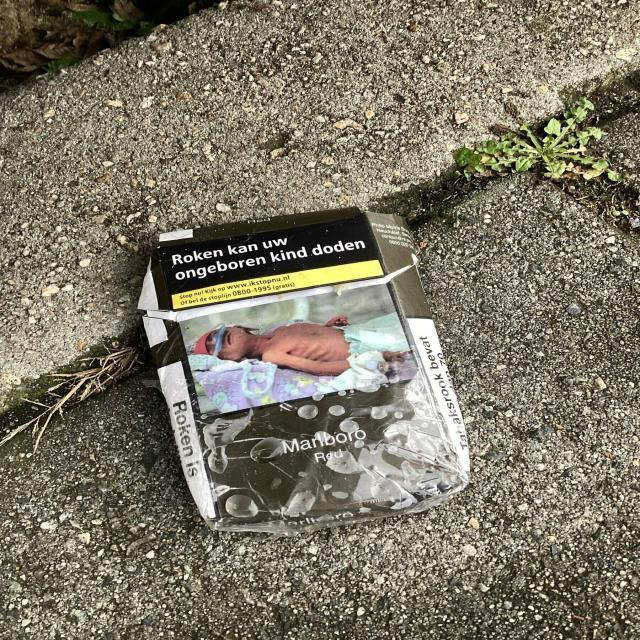 Roken kan uw
ongeboren kind doden
Stop nu! Kijk op www.ikstopnu.nl
Of bel de stoplijn 0800-1995 (gratis)
Marlboro
Red
Roken is
bevat